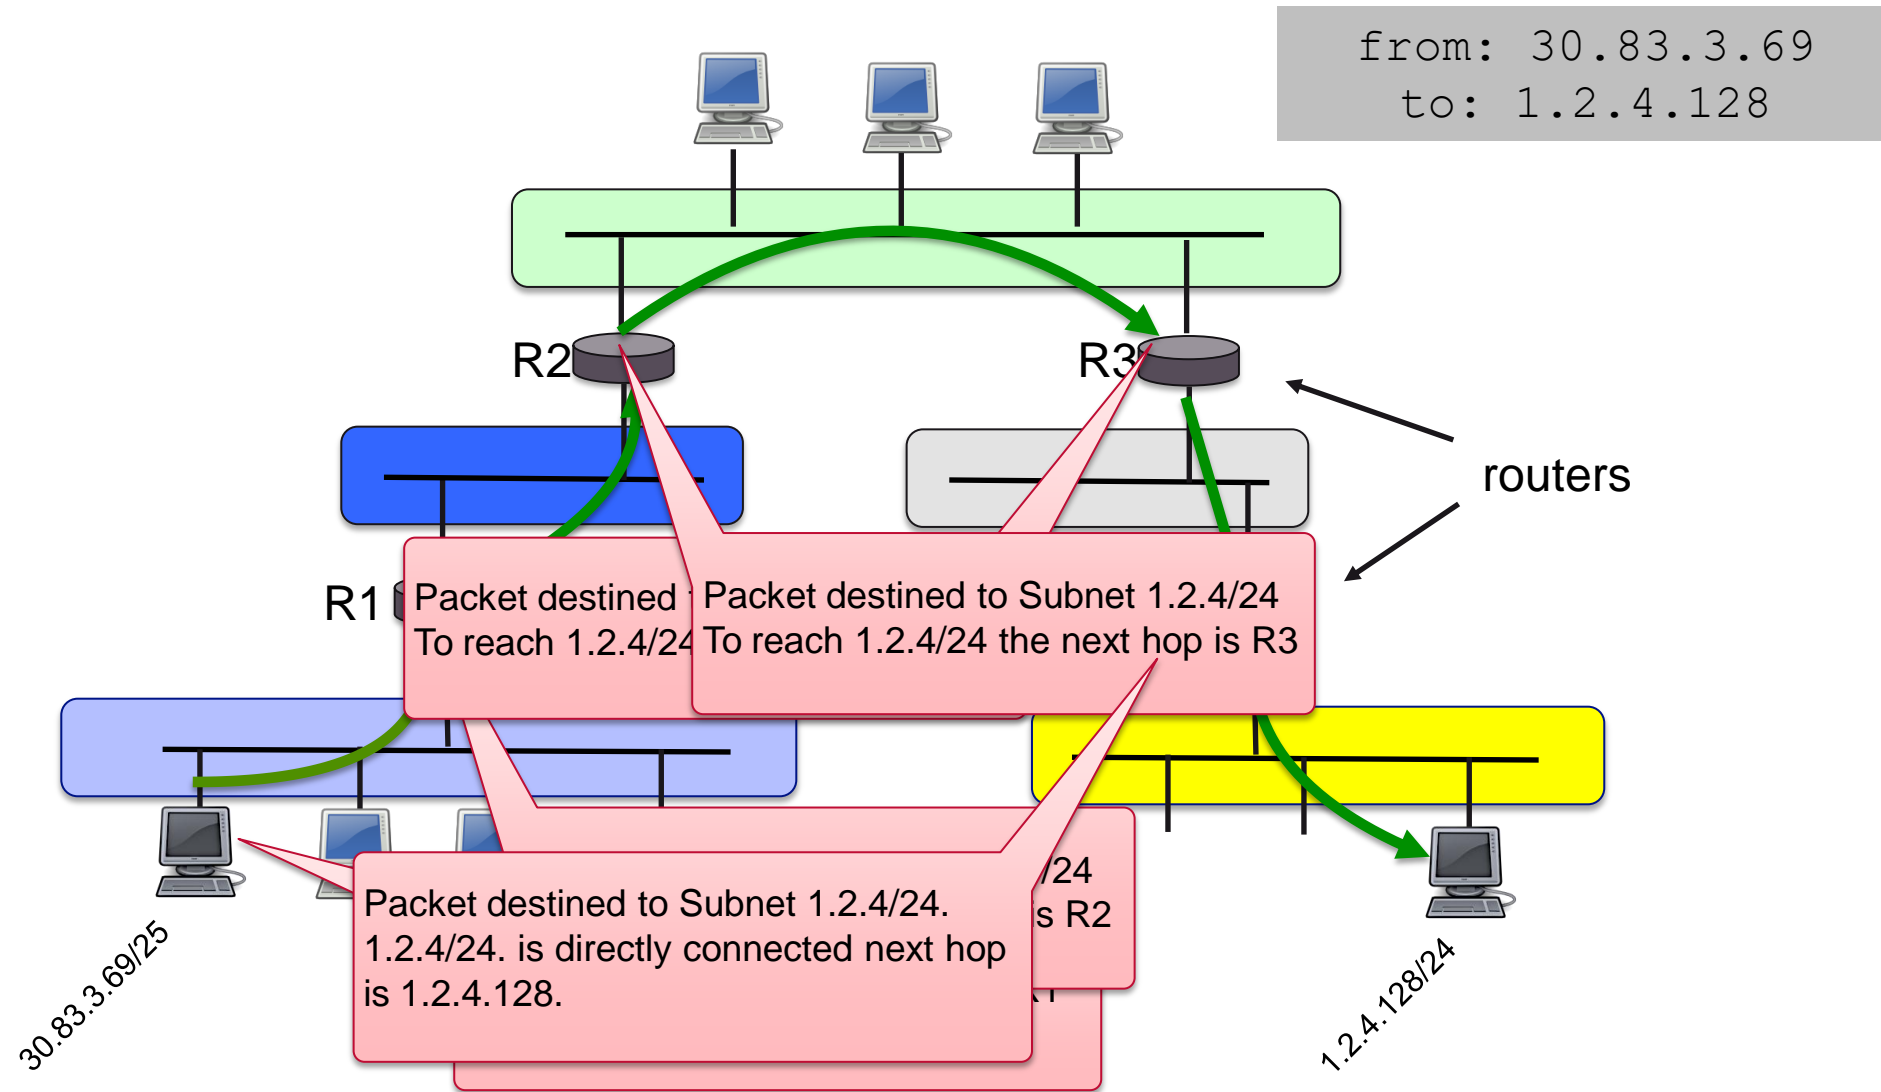 from: 30.83.3.69
to: 1.2.4.128
R2
R3
routers
R1
Packet destined
To reach 1.2.4/24
Packet destined to Subnet 1.2.4/24
To reach 1.2.4/24 the next hop is R3
/24
is R2
Packet destined to Subnet 1.2.4/24.
1.2.4/24. is directly connected next hop
is 1.2.4.128.
30.83.3.69/25
1.2.4.128/24